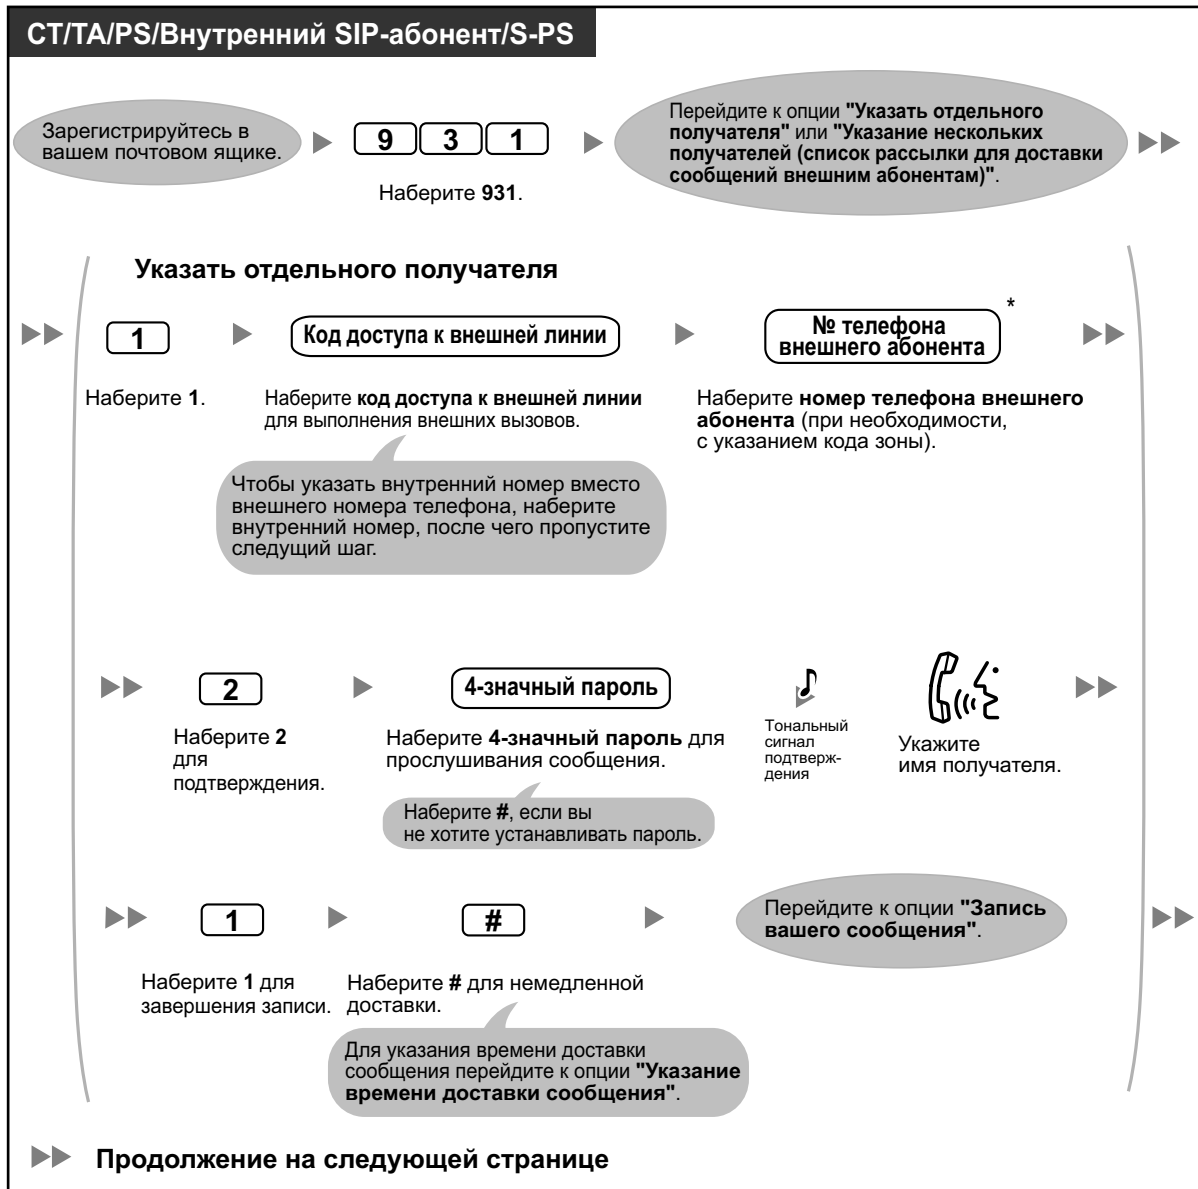 СТ/ТА/PS/Внутренний SIP-абонент/S-PS
Зарегистрируйтесь в
вашем почтовом ящике.
9 3 1
Наберите 931.
Перейдите к опции "Указать отдельного
получателя" или "Указание нескольких
получателей (список рассылки для доставки
сообщений внешним абонентам)".
Указать отдельного получателя
1
Наберите 1.
Код доступа к внешней линии
Наберите код доступа к внешней линии
для выполнения внешних вызовов.
Чтобы указать внутренний номер вместо
внешнего номера телефона, наберите
внутренний номер, после чего пропустите
следущий шаг.
№ телефона
внешнего абонента
*
Наберите номер телефона внешнего
абонента (при необходимости,
с указанием кода зоны).
2
Наберите 2
для
подтверждения.
4-значный пароль
Наберите 4-значный пароль для
прослушивания сообщения.
Наберите #, если вы
не хотите устанавливать пароль.
Тональный
сигнал
подтверж-
дения
Укажите
имя получателя.
1
Наберите 1 для
завершения записи.
#
Наберите # для немедленной
доставки.
Для указания времени доставки
сообщения перейдите к опции "Указание
времени доставки сообщения".
Перейдите к опции "Запись
вашего сообщения".
Продолжение на следующей странице